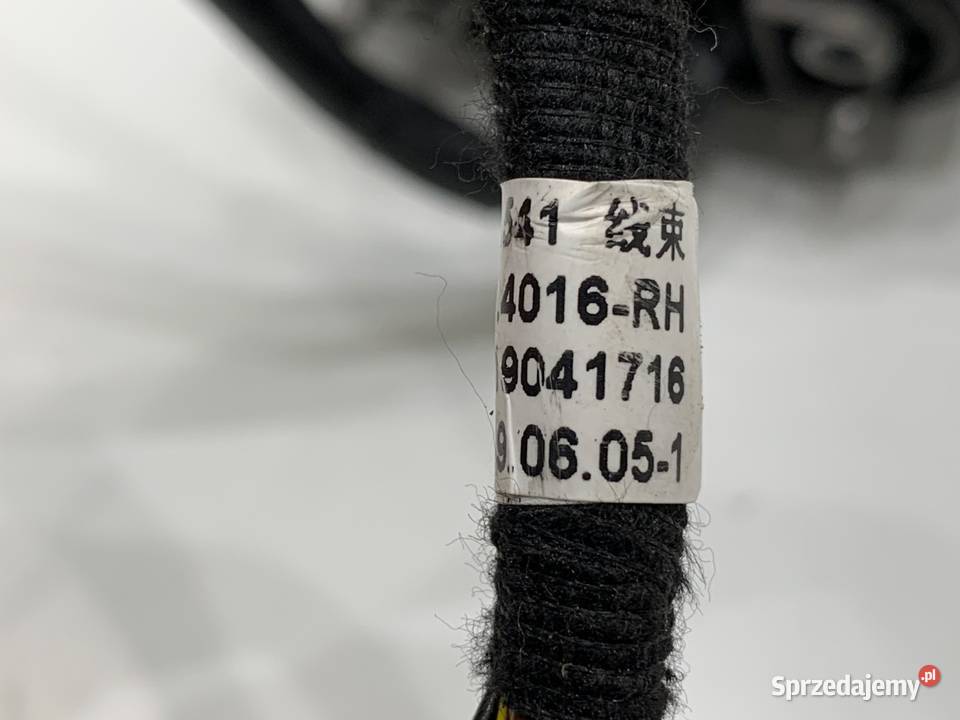 541 线束
.4016-RH
9041716
9.06.05-1
Sprzedajemy.pl